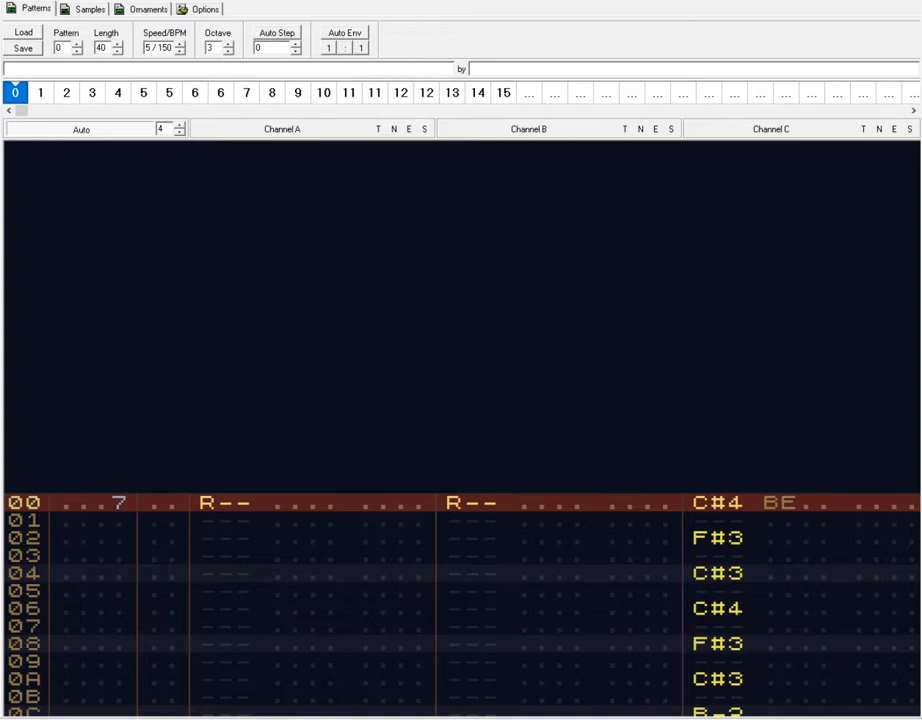 Patterns Samples Ornaments Options
Load Pattern Length Speed/BPM Octave Auto Step Auto Env
Save 0 40 5 / 150 3 0 1 : 1
by
0 1 2 3 4 5 5 6 6 7 8 9 10 11 11 12 12 13 14 15 ... ... ... ... ... ... ... ... ... ... ... ... ... ... ... ...
Auto 4 Channel A T N E S Channel B T N E S Channel C T N E S
00 ...7 .. R-- .... .... R-- .... .... C#4 BE.. ....
01 .... .. --- .... .... --- .... .... --- .... ....
02 .... .. --- .... .... --- .... .... F#3 .... ....
03 .... .. --- .... .... --- .... .... --- .... ....
04 .... .. --- .... .... --- .... .... C#3 .... ....
05 .... .. --- .... .... --- .... .... --- .... ....
06 .... .. --- .... .... --- .... .... C#4 .... ....
07 .... .. --- .... .... --- .... .... --- .... ....
08 .... .. --- .... .... --- .... .... F#3 .... ....
09 .... .. --- .... .... --- .... .... --- .... ....
0A .... .. --- .... .... --- .... .... C#3 .... ....
0B .... .. --- .... .... --- .... .... --- .... ....
0C